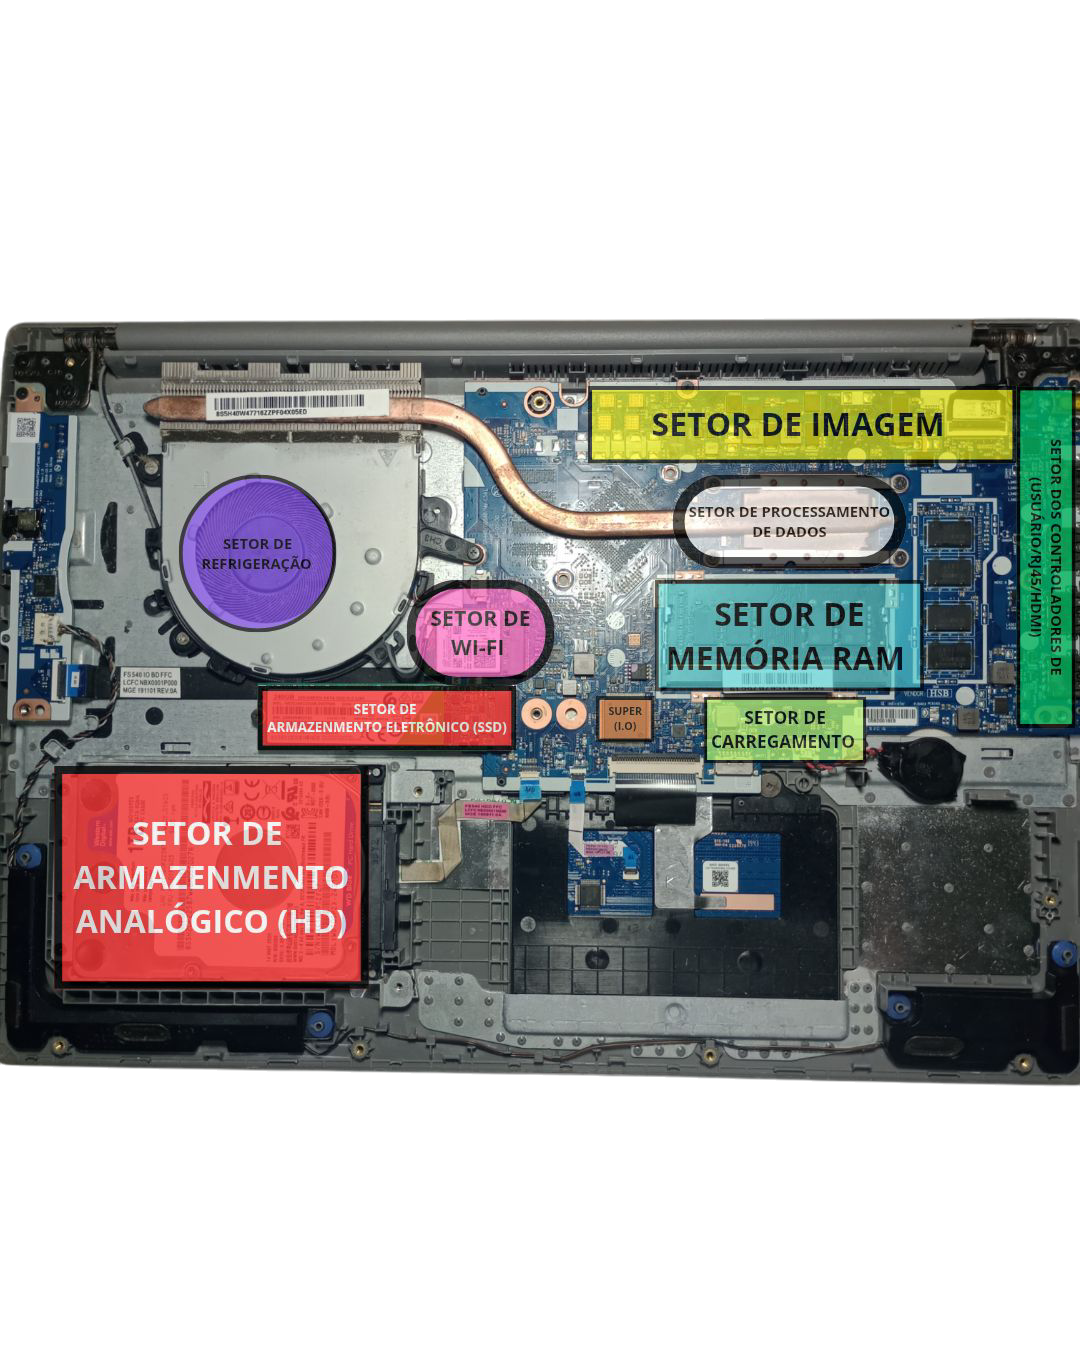 8S5H40W47716ZZPF04X05ED
SETOR DE IMAGEM
SETOR DOS CONTROLADORES DE
(USUÁRIO/RJ45/HDMI)
SETOR DE PROCESSAMENTO
DE DADOS
SETOR DE
REFRIGERAÇÃO
SETOR DE
WI-FI
SETOR DE
MEMÓRIA RAM
FS540 IO BD FFC
LCFC NBX0001P000
MGE 191101 REV:0A
VENDOR HSB
SETOR DE
ARMAZENMENTO ELETRÔNICO (SSD)
SUPER
(I.O)
SETOR DE
CARREGAMENTO
SETOR DE
ARMAZENMENTO
ANALÓGICO (HD)